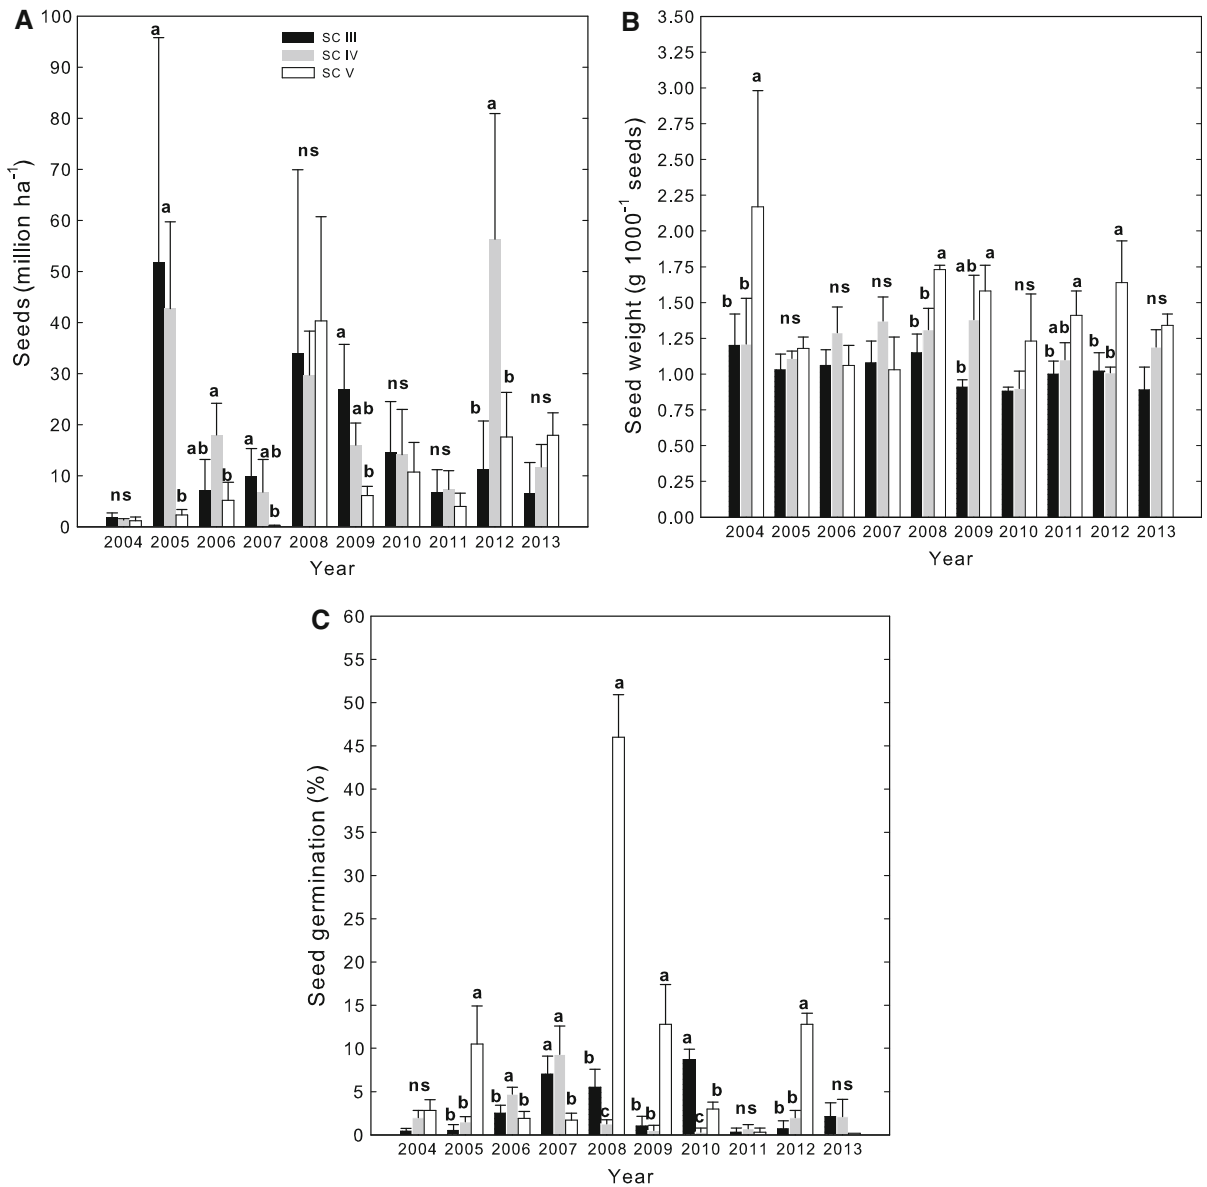 A
100
90
80
70
60
50
40
30
20
10
0
Seeds (million ha⁻¹)
SC III
SC IV
SC V
ns
a
a
b
ab
a
b
a
ab
b
ns
a
ab
b
ns
ns
b
a
b
ns
2004 2005 2006 2007 2008 2009 2010 2011 2012 2013
Year
B
3.50
3.25
3.00
2.75
2.50
2.25
2.00
1.75
1.50
1.25
1.00
0.75
0.50
0.25
0.00
Seed weight (g 1000⁻¹ seeds)
b
b
a
ns
ns
ns
b
b
a
b
ab
a
ns
b
ab
a
b
b
a
ns
2004 2005 2006 2007 2008 2009 2010 2011 2012 2013
Year
C
60
55
50
45
40
35
30
25
20
15
10
5
0
Seed germination (%)
ns
b
b
a
b
a
b
a
a
b
b
c
a
b
b
a
a
c
b
ns
b
b
a
ns
2004 2005 2006 2007 2008 2009 2010 2011 2012 2013
Year